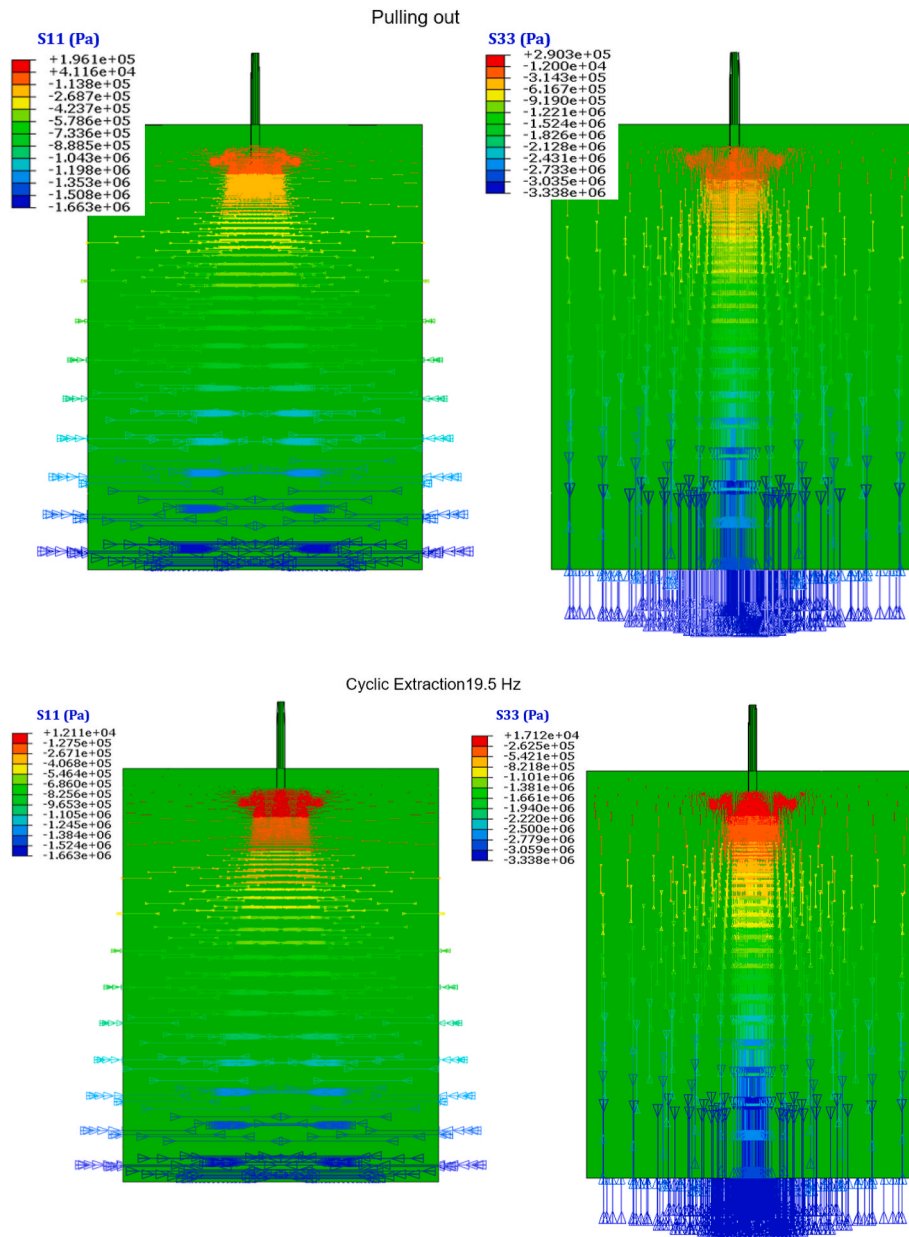 Pulling out
S11 (Pa)
+1.961e+05
+4.116e+04
-1.138e+05
-2.687e+05
-4.237e+05
-5.786e+05
-7.336e+05
-8.885e+05
-1.043e+06
-1.198e+06
-1.353e+06
-1.508e+06
-1.663e+06
S33 (Pa)
+2.903e+05
-1.200e+04
-3.143e+05
-6.167e+05
-9.190e+05
-1.221e+06
-1.524e+06
-1.826e+06
-2.128e+06
-2.431e+06
-2.733e+06
-3.035e+06
-3.338e+06
Cyclic Extraction19.5 Hz
S11 (Pa)
+1.211e+04
-1.275e+05
-2.671e+05
-4.068e+05
-5.464e+05
-6.860e+05
-8.256e+05
-9.653e+05
-1.105e+06
-1.245e+06
-1.384e+06
-1.524e+06
-1.663e+06
S33 (Pa)
+1.712e+04
-2.625e+05
-5.421e+05
-8.218e+05
-1.101e+06
-1.381e+06
-1.661e+06
-1.940e+06
-2.220e+06
-2.500e+06
-2.779e+06
-3.059e+06
-3.338e+06